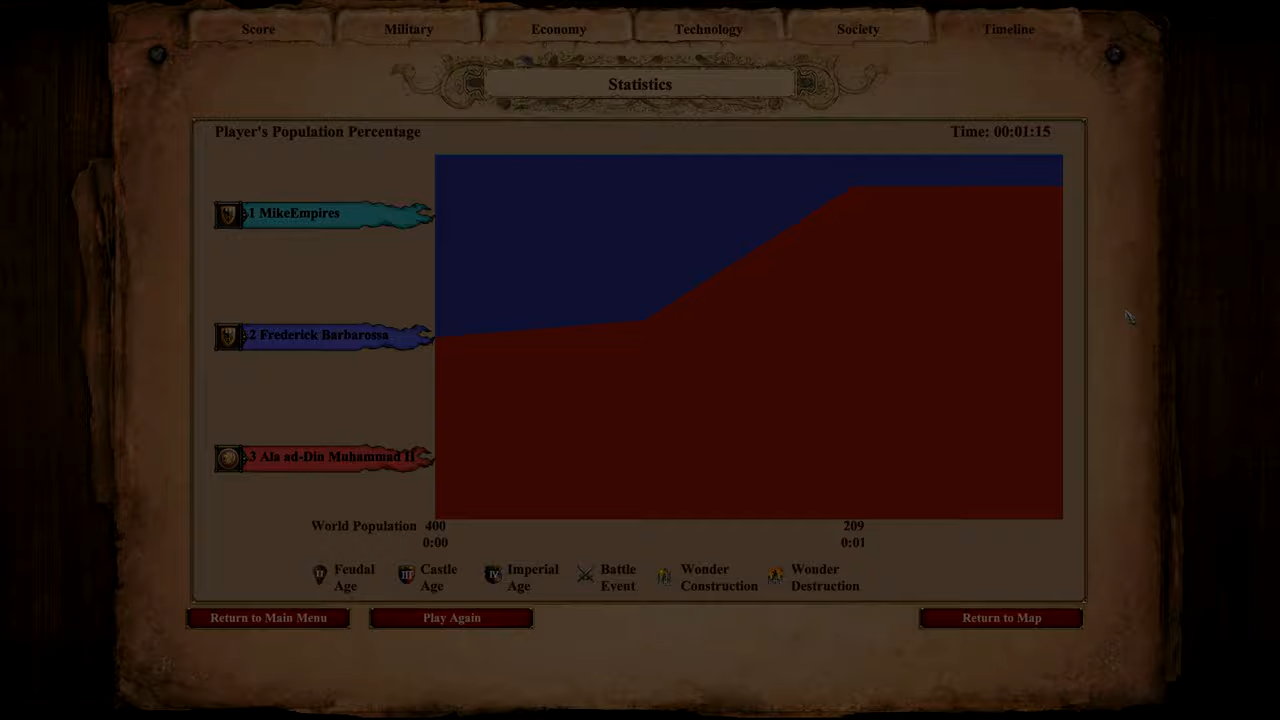 Score Military Economy Technology Society Timeline
Statistics
Player's Population Percentage Time: 00:01:15
1 MikeEmpires
2 Frederick Barbarossa
3 Ala ad-Din Muhammad II
World Population 400 209
0:00 0:01
Feudal Castle Imperial Battle Wonder Wonder
Age Age Age Event Construction Destruction
Return to Main Menu Play Again Return to Map